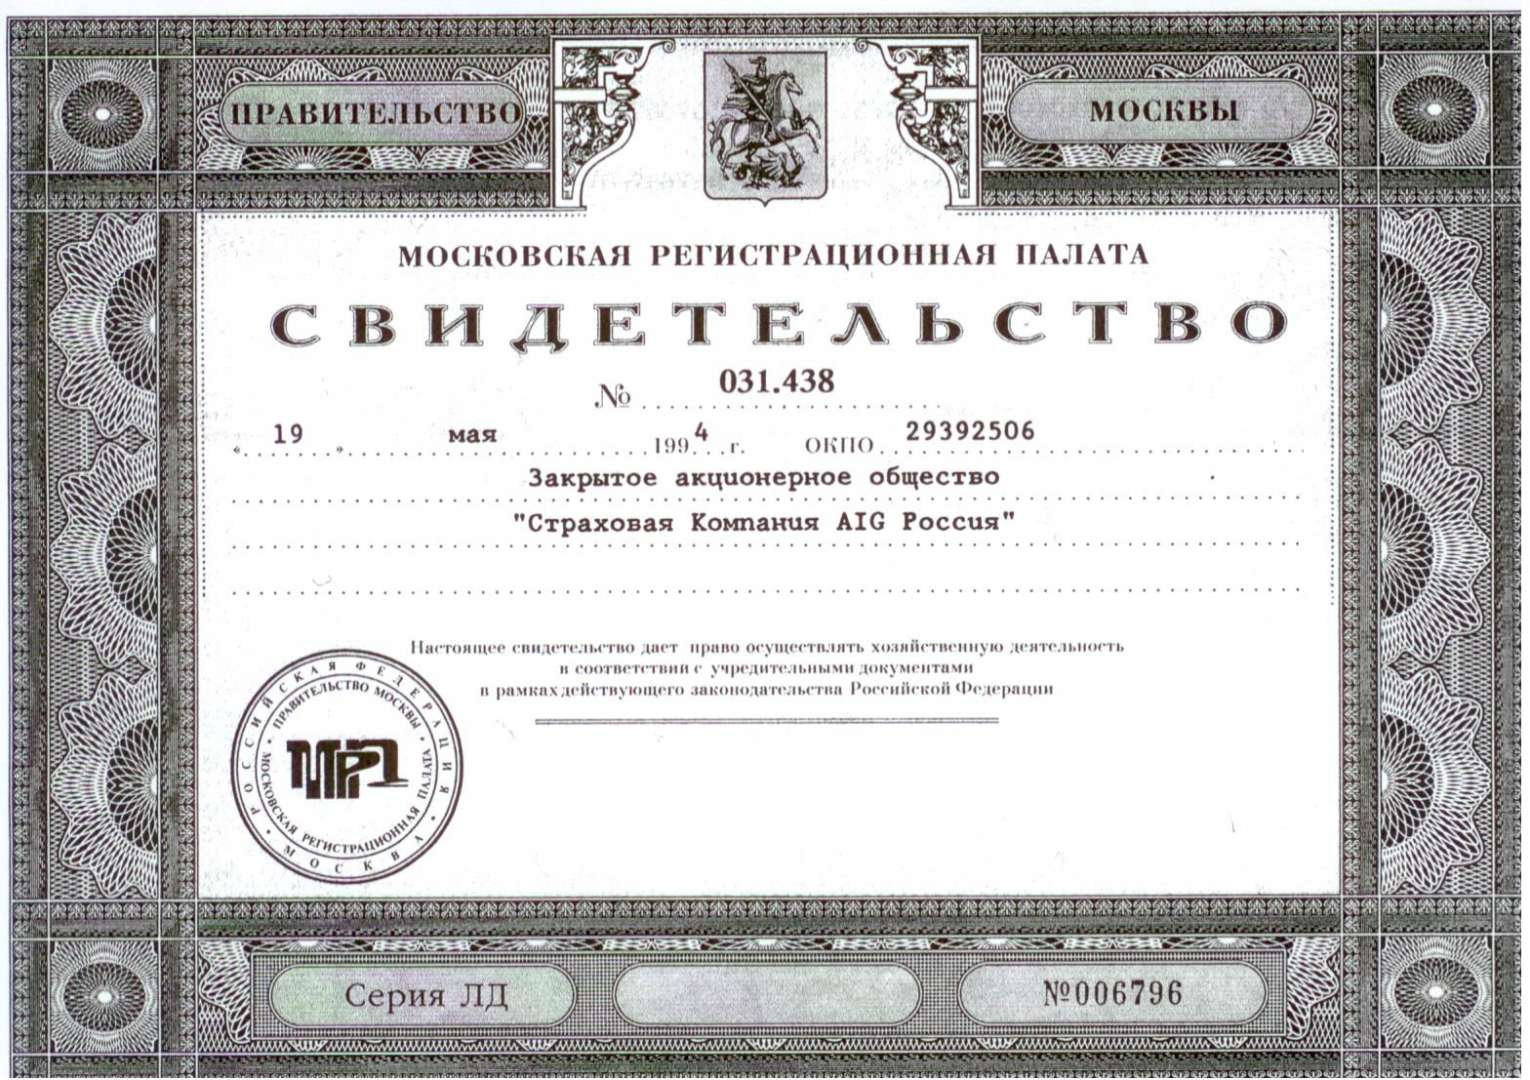 ПРАВИТЕЛЬСТВО МОСКВЫ
МОСКОВСКАЯ РЕГИСТРАЦИОННАЯ ПАЛАТА
СВИДЕТЕЛЬСТВО
№ 031.438
« 19 » мая 1994 г. ОКПО 29392506
Закрытое акционерное общество
"Страховая Компания AIG Россия"
Настоящее свидетельство дает право осуществлять хозяйственную деятельность
в соответствии с учредительными документами
в рамках действующего законодательства Российской Федерации
РОССИЙСКАЯ ФЕДЕРАЦИЯ • МОСКВА •
ПРАВИТЕЛЬСТВО МОСКВЫ • МОСКОВСКАЯ РЕГИСТРАЦИОННАЯ ПАЛАТА •
МРП
Серия ЛД №006796